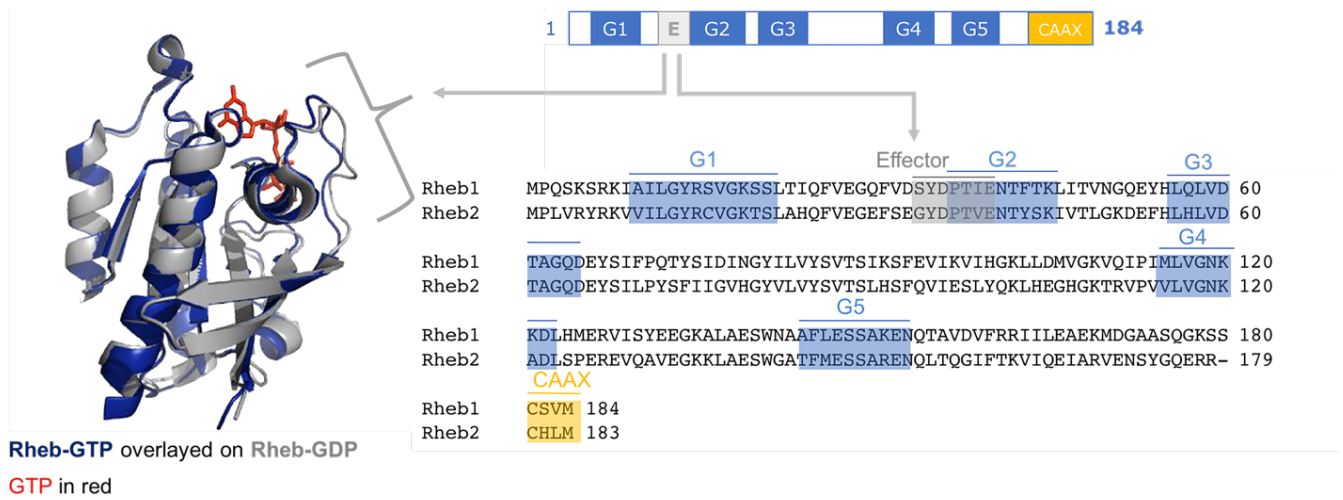 1 G1 E G2 G3 G4 G5 CAAX 184
G1 Effector G2 G3
Rheb1 MPQSKSRKIAILGYRSVGKSSLTIQFVEGQFVDSYDPTIENTFTKLITVNGQEYHLQLVD 60
Rheb2 MPLVRYRKVVILGYRCVGKTSLAHQFVEGEFSEGYDPTVENTYSKIVTLGKDEFHLHLVD 60
G4
Rheb1 TAGQDEYSIFPQTYSIDINGYILVYSVTSIKSFEVIKVIHGKLLDMVGKVQIPIMLVGNK 120
Rheb2 TAGQDEYSILPYSFIIGVHGYVLVYSVTSLHSFQVIESLYQKLHEGHGKTRVPVVLVGNK 120
G5
Rheb1 KDLHMERVISYEEGKALAESWNAAFLESSAKENQTAVDVFRRIILEAEKMDGAASQGKSS 180
Rheb2 ADLSPEREVQAVEGKKLAESWGATFMESSARENQLTQGIFTKVIQEIARVENSYGQERR- 179
CAAX
Rheb1 CSVM 184
Rheb2 CHLM 183
Rheb-GTP overlayed on Rheb-GDP
GTP in red